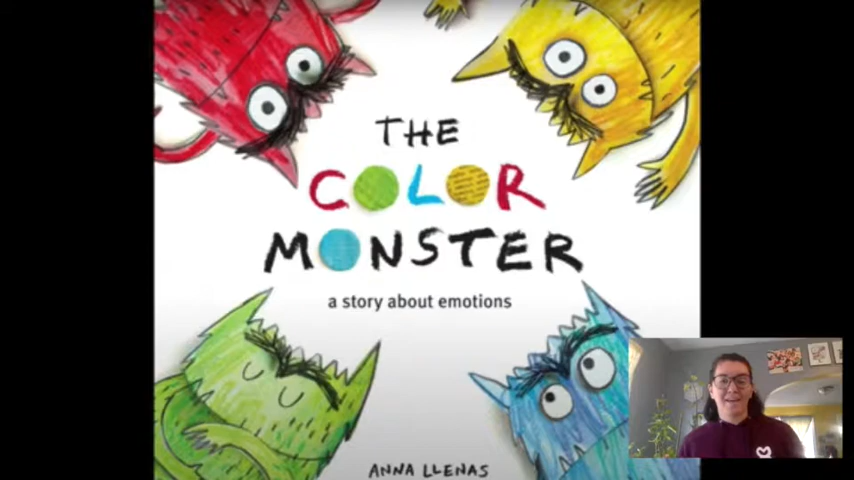 THE
COLOR
MONSTER
a story about emotions
ANNA LLENAS